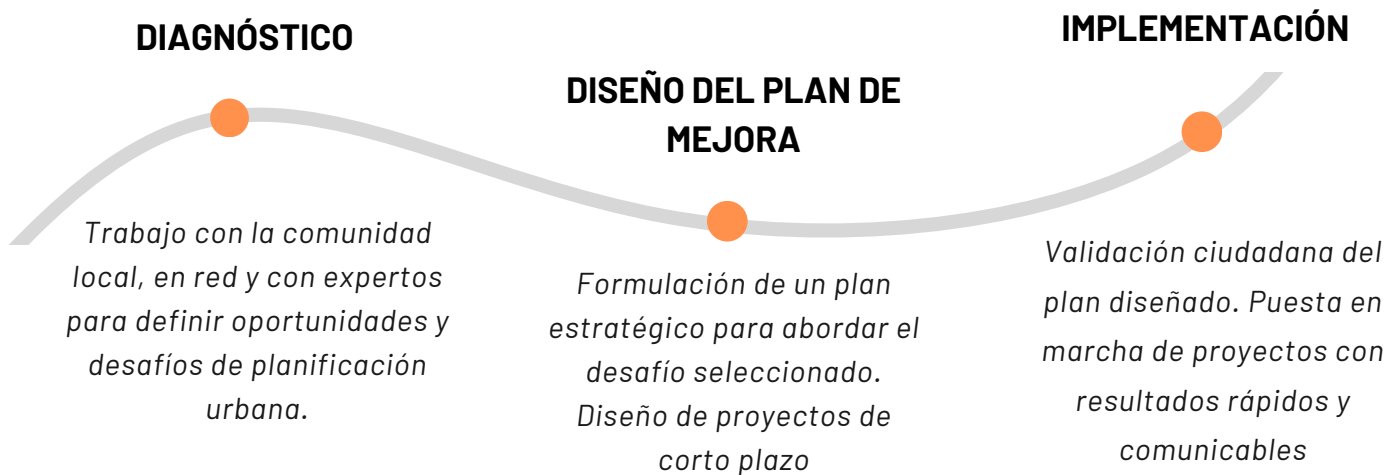 DIAGNÓSTICO
Trabajo con la comunidad
local, en red y con expertos
para definir oportunidades y
desafíos de planificación
urbana.
DISEÑO DEL PLAN DE
MEJORA
Formulación de un plan
estratégico para abordar el
desafío seleccionado.
Diseño de proyectos de
corto plazo
IMPLEMENTACIÓN
Validación ciudadana del
plan diseñado. Puesta en
marcha de proyectos con
resultados rápidos y
comunicables